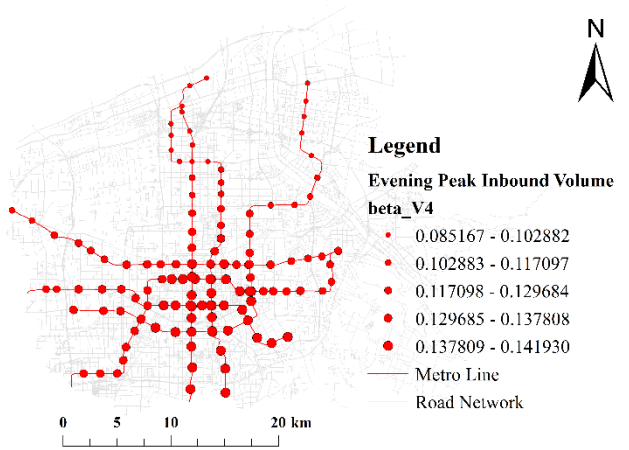 N
Legend
Evening Peak Inbound Volume
beta_V4
0.085167 - 0.102882
0.102883 - 0.117097
0.117098 - 0.129684
0.129685 - 0.137808
0.137809 - 0.141930
Metro Line
Road Network
0 5 10 20 km